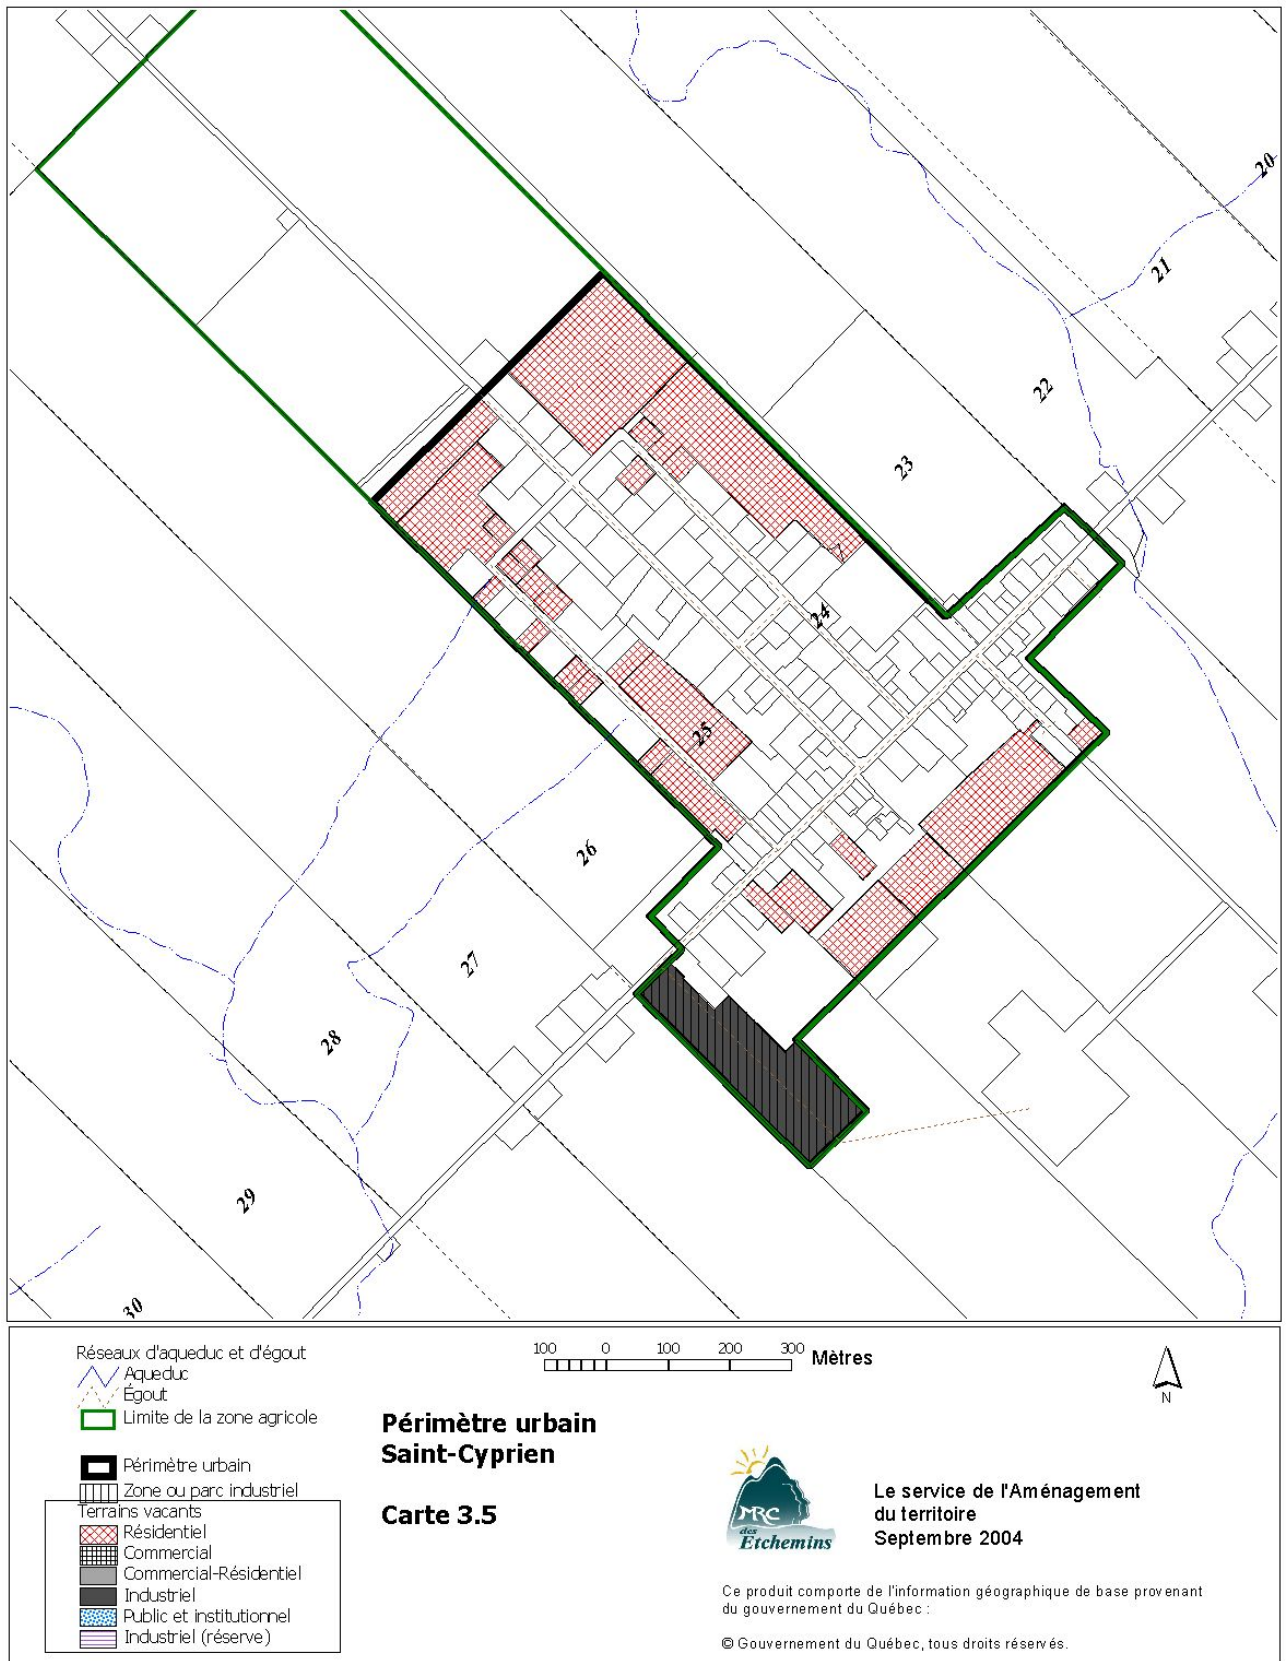 20
21
22
23
24
25
26
27
28
29
30
Réseaux d'aqueduc et d'égout
Aqueduc
Égout
Limite de la zone agricole
Périmètre urbain
Zone ou parc industriel
Terrains vacants
Résidentiel
Commercial
Commercial-Résidentiel
Industriel
Public et institutionnel
Industriel (réserve)
100 0 100 200 300 Mètres
Périmètre urbain
Saint-Cyprien
Carte 3.5
N
MRC
des
Etchemins
Le service de l'Aménagement
du territoire
Septembre 2004
Ce produit comporte de l'information géographique de base provenant
du gouvernement du Québec :
© Gouvernement du Québec, tous droits réservés.